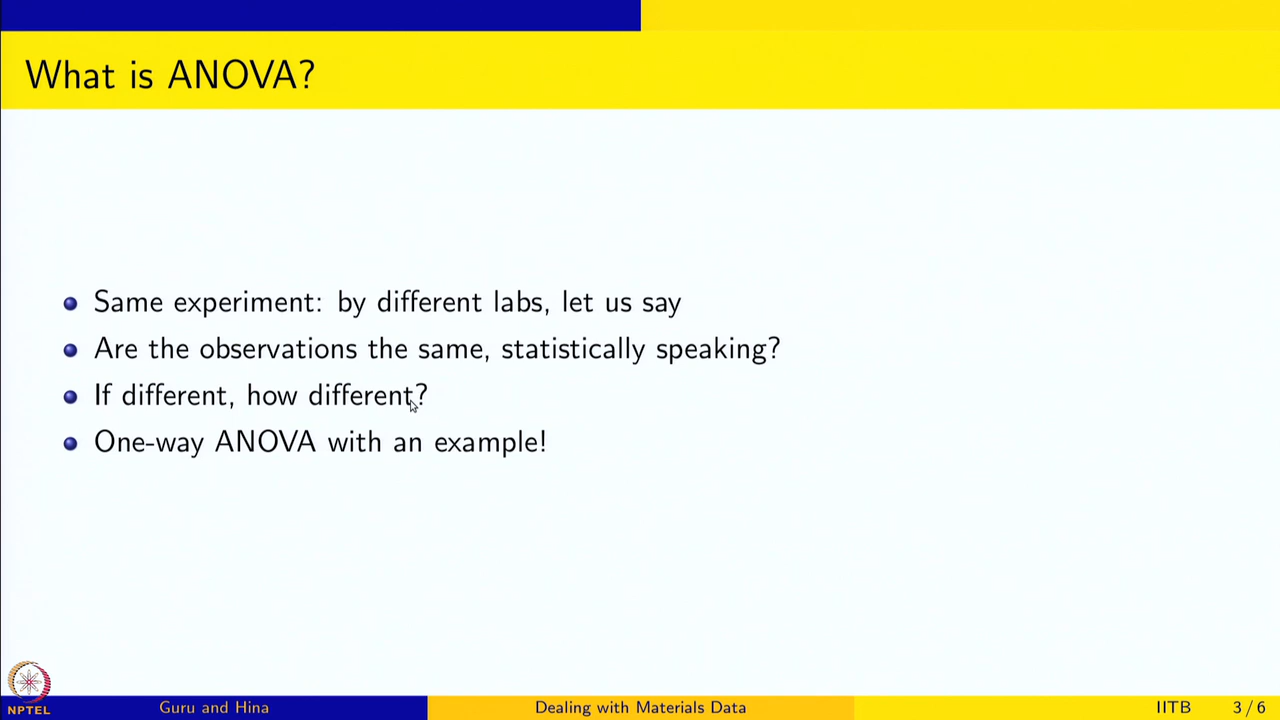 What is ANOVA?
Same experiment: by different labs, let us say
Are the observations the same, statistically speaking?
If different, how different?
One-way ANOVA with an example!
NPTEL
Guru and Hina
Dealing with Materials Data
IITB
3 / 6